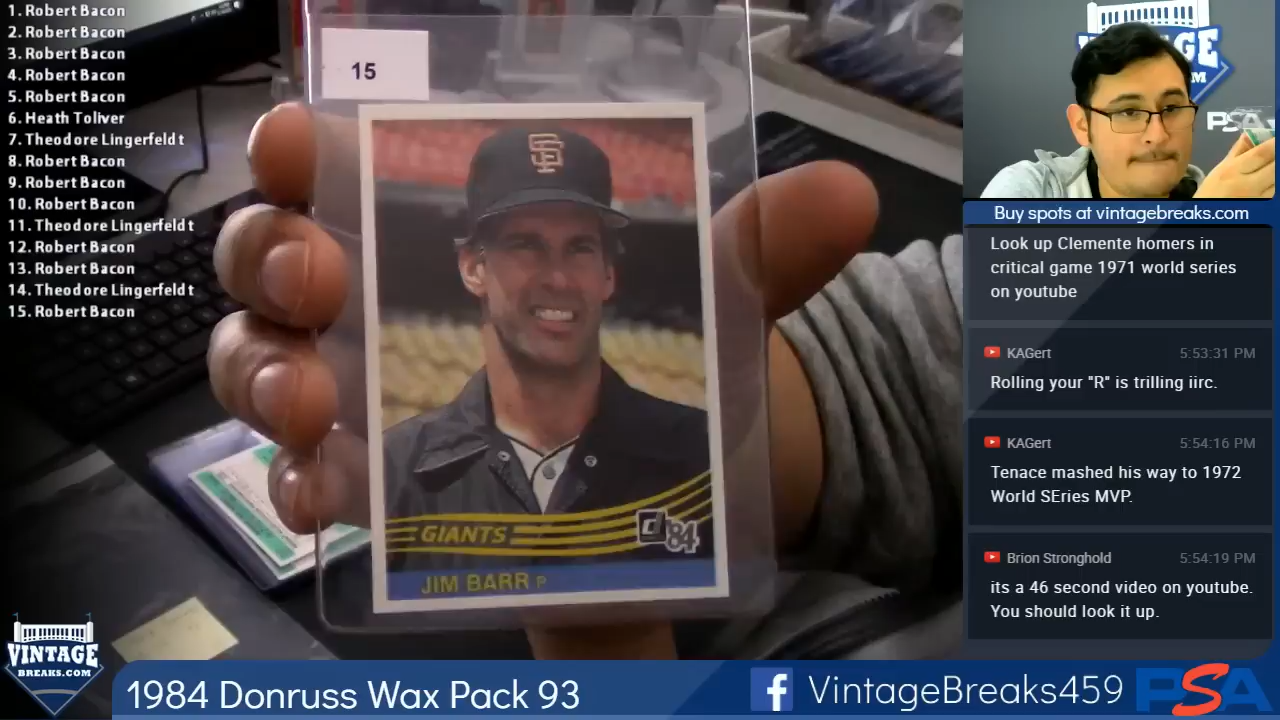 1. Robert Bacon
2. Robert Bacon
3. Robert Bacon
4. Robert Bacon
5. Robert Bacon
6. Heath Toliver
7. Theodore Lingerfeldt
8. Robert Bacon
9. Robert Bacon
10. Robert Bacon
11. Theodore Lingerfeldt
12. Robert Bacon
13. Robert Bacon
14. Theodore Lingerfeldt
15. Robert Bacon
15
SF
GIANTS
d '84
JIM BARR P
VINTAGE
M
PSA
Buy spots at vintagebreaks.com
Look up Clemente homers in
critical game 1971 world series
on youtube
KAGert 5:53:31 PM
Rolling your "R" is trilling iirc.
KAGert 5:54:16 PM
Tenace mashed his way to 1972
World SEries MVP.
Brion Stronghold 5:54:19 PM
its a 46 second video on youtube.
You should look it up.
VINTAGE
BREAKS.COM
1984 Donruss Wax Pack 93
f VintageBreaks459
PSA